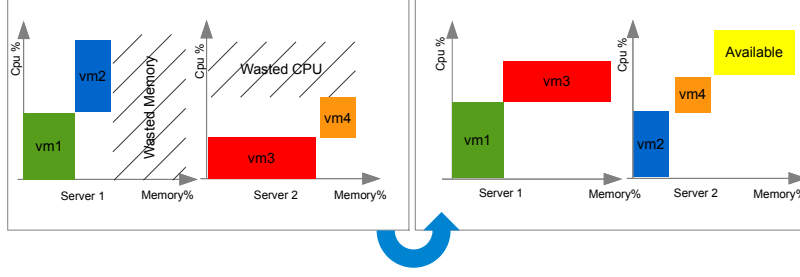 Cpu %
vm1
vm2
Wasted Memory
Server 1
Memory%
Cpu %
Wasted CPU
vm3
vm4
Server 2
Memory%
Cpu %
vm1
vm3
Server 1
Memory%
Cpu %
vm2
vm4
Available
Server 2
Memory%